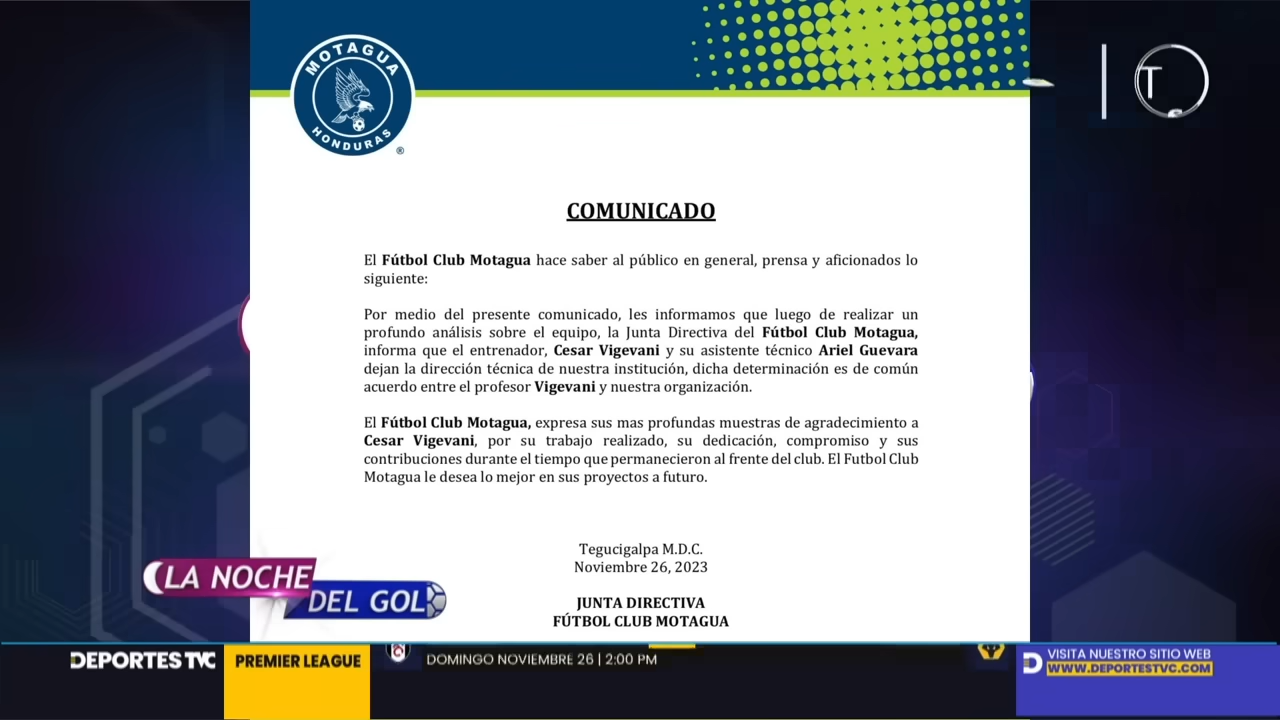 MOTAGUA
HONDURAS
®
T
COMUNICADO
El Fútbol Club Motagua hace saber al público en general, prensa y aficionados lo
siguiente:
Por medio del presente comunicado, les informamos que luego de realizar un
profundo análisis sobre el equipo, la Junta Directiva del Fútbol Club Motagua,
informa que el entrenador, Cesar Vigevani y su asistente técnico Ariel Guevara
dejan la dirección técnica de nuestra institución, dicha determinación es de común
acuerdo entre el profesor Vigevani y nuestra organización.
El Fútbol Club Motagua, expresa sus mas profundas muestras de agradecimiento a
Cesar Vigevani, por su trabajo realizado, su dedicación, compromiso y sus
contribuciones durante el tiempo que permanecieron al frente del club. El Futbol Club
Motagua le desea lo mejor en sus proyectos a futuro.
Tegucigalpa M.D.C.
Noviembre 26, 2023
JUNTA DIRECTIVA
FÚTBOL CLUB MOTAGUA
LA NOCHE
DEL GOL
DEPORTES TVC
PREMIER LEAGUE
DOMINGO NOVIEMBRE 26 | 2:00 PM
VISITA NUESTRO SITIO WEB
WWW.DEPORTESTVC.COM